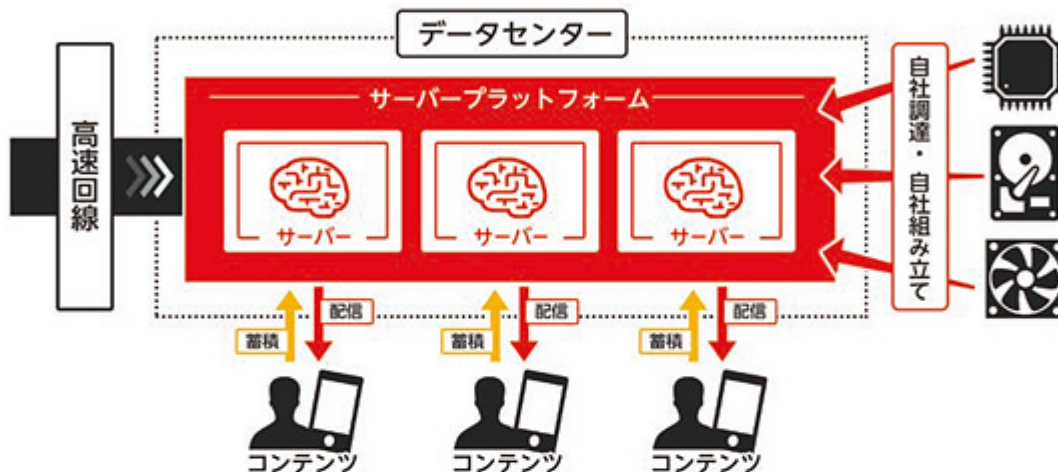 データセンター
サーバープラットフォーム
高速回線
サーバー
サーバー
サーバー
自社調達・自社組み立て
蓄積
配信
蓄積
配信
蓄積
配信
コンテンツ
コンテンツ
コンテンツ